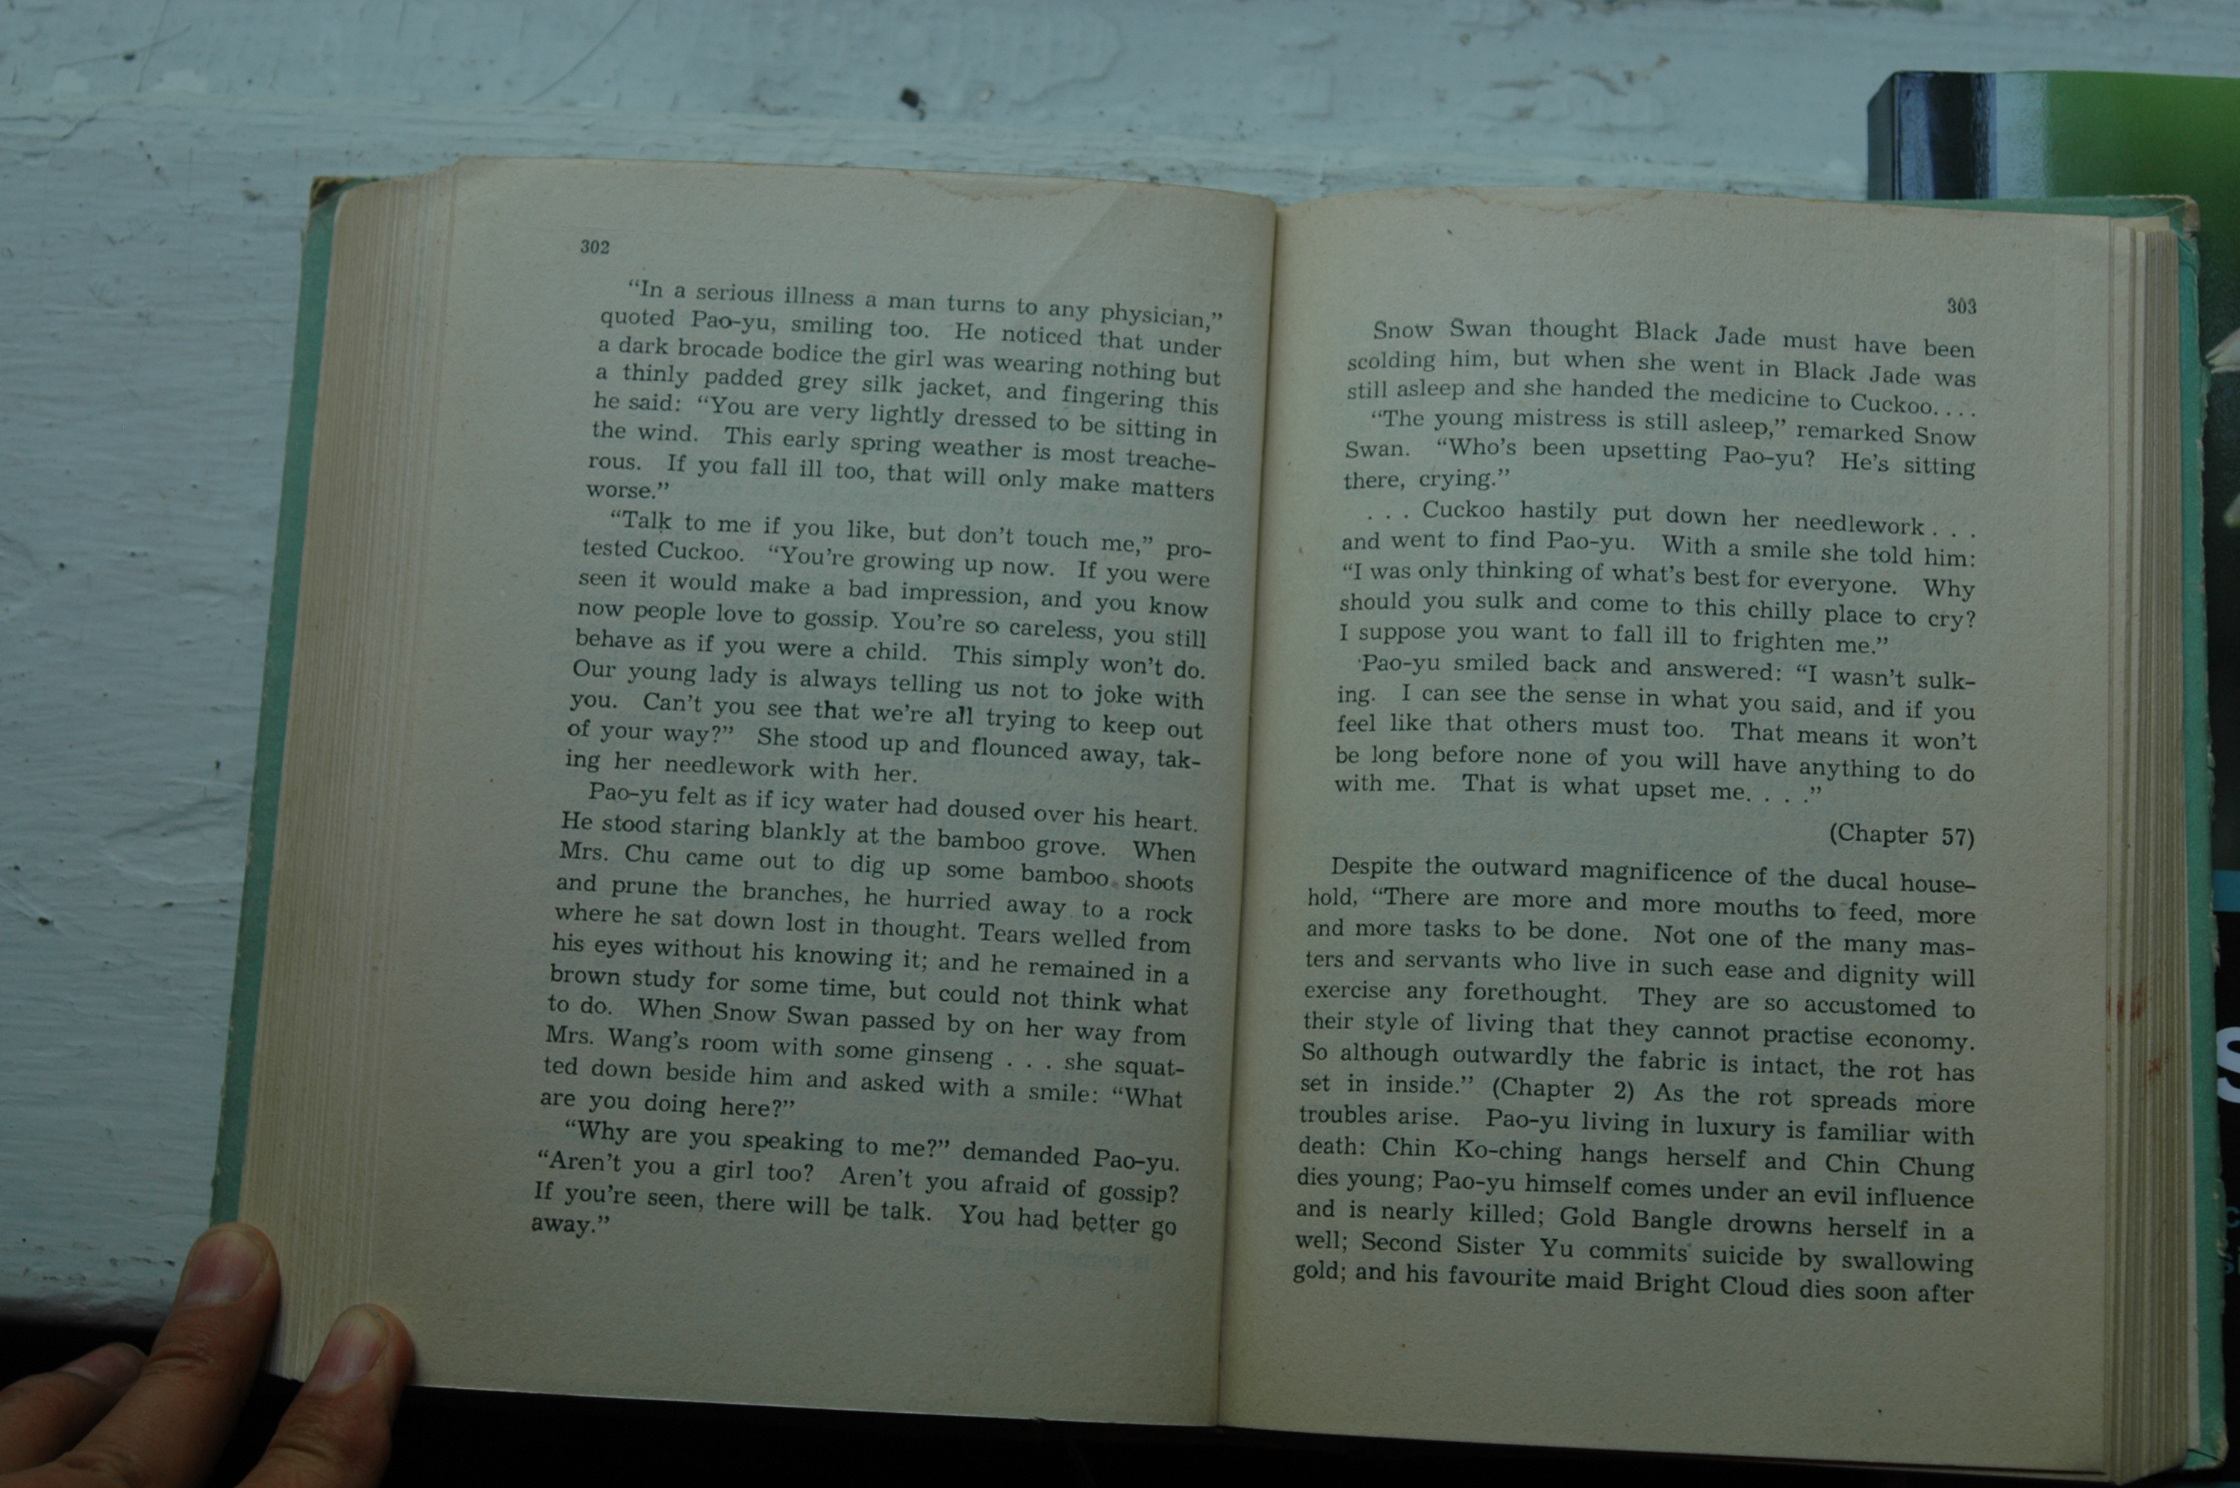 302
“In a serious illness a man turns to any physician,”
quoted Pao-yu, smiling too. He noticed that under
a dark brocade bodice the girl was wearing nothing but
a thinly padded grey silk jacket, and fingering this
he said: “You are very lightly dressed to be sitting in
the wind. This early spring weather is most treache-
rous. If you fall ill too, that will only make matters
worse.”
“Talk to me if you like, but don’t touch me,” pro-
tested Cuckoo. “You’re growing up now. If you were
seen it would make a bad impression, and you know
now people love to gossip. You’re so careless, you still
behave as if you were a child. This simply won’t do.
Our young lady is always telling us not to joke with
you. Can’t you see that we’re all trying to keep out
of your way?” She stood up and flounced away, tak-
ing her needlework with her.
Pao-yu felt as if icy water had doused over his heart.
He stood staring blankly at the bamboo grove. When
Mrs. Chu came out to dig up some bamboo shoots
and prune the branches, he hurried away to a rock
where he sat down lost in thought. Tears welled from
his eyes without his knowing it; and he remained in a
brown study for some time, but could not think what
to do. When Snow Swan passed by on her way from
Mrs. Wang’s room with some ginseng . . . she squat-
ted down beside him and asked with a smile: “What
are you doing here?”
“Why are you speaking to me?” demanded Pao-yu.
“Aren’t you a girl too? Aren’t you afraid of gossip?
If you’re seen, there will be talk. You had better go
away.”
303
Snow Swan thought Black Jade must have been
scolding him, but when she went in Black Jade was
still asleep and she handed the medicine to Cuckoo. . . .
“The young mistress is still asleep,” remarked Snow
Swan. “Who’s been upsetting Pao-yu? He’s sitting
there, crying.”
. . . Cuckoo hastily put down her needlework . . .
and went to find Pao-yu. With a smile she told him:
“I was only thinking of what’s best for everyone. Why
should you sulk and come to this chilly place to cry?
I suppose you want to fall ill to frighten me.”
Pao-yu smiled back and answered: “I wasn’t sulk-
ing. I can see the sense in what you said, and if you
feel like that others must too. That means it won’t
be long before none of you will have anything to do
with me. That is what upset me. . . .”
(Chapter 57)
Despite the outward magnificence of the ducal house-
hold, “There are more and more mouths to feed, more
and more tasks to be done. Not one of the many mas-
ters and servants who live in such ease and dignity will
exercise any forethought. They are so accustomed to
their style of living that they cannot practise economy.
So although outwardly the fabric is intact, the rot has
set in inside.” (Chapter 2) As the rot spreads more
troubles arise. Pao-yu living in luxury is familiar with
death: Chin Ko-ching hangs herself and Chin Chung
dies young; Pao-yu himself comes under an evil influence
and is nearly killed; Gold Bangle drowns herself in a
well; Second Sister Yu commits suicide by swallowing
gold; and his favourite maid Bright Cloud dies soon after